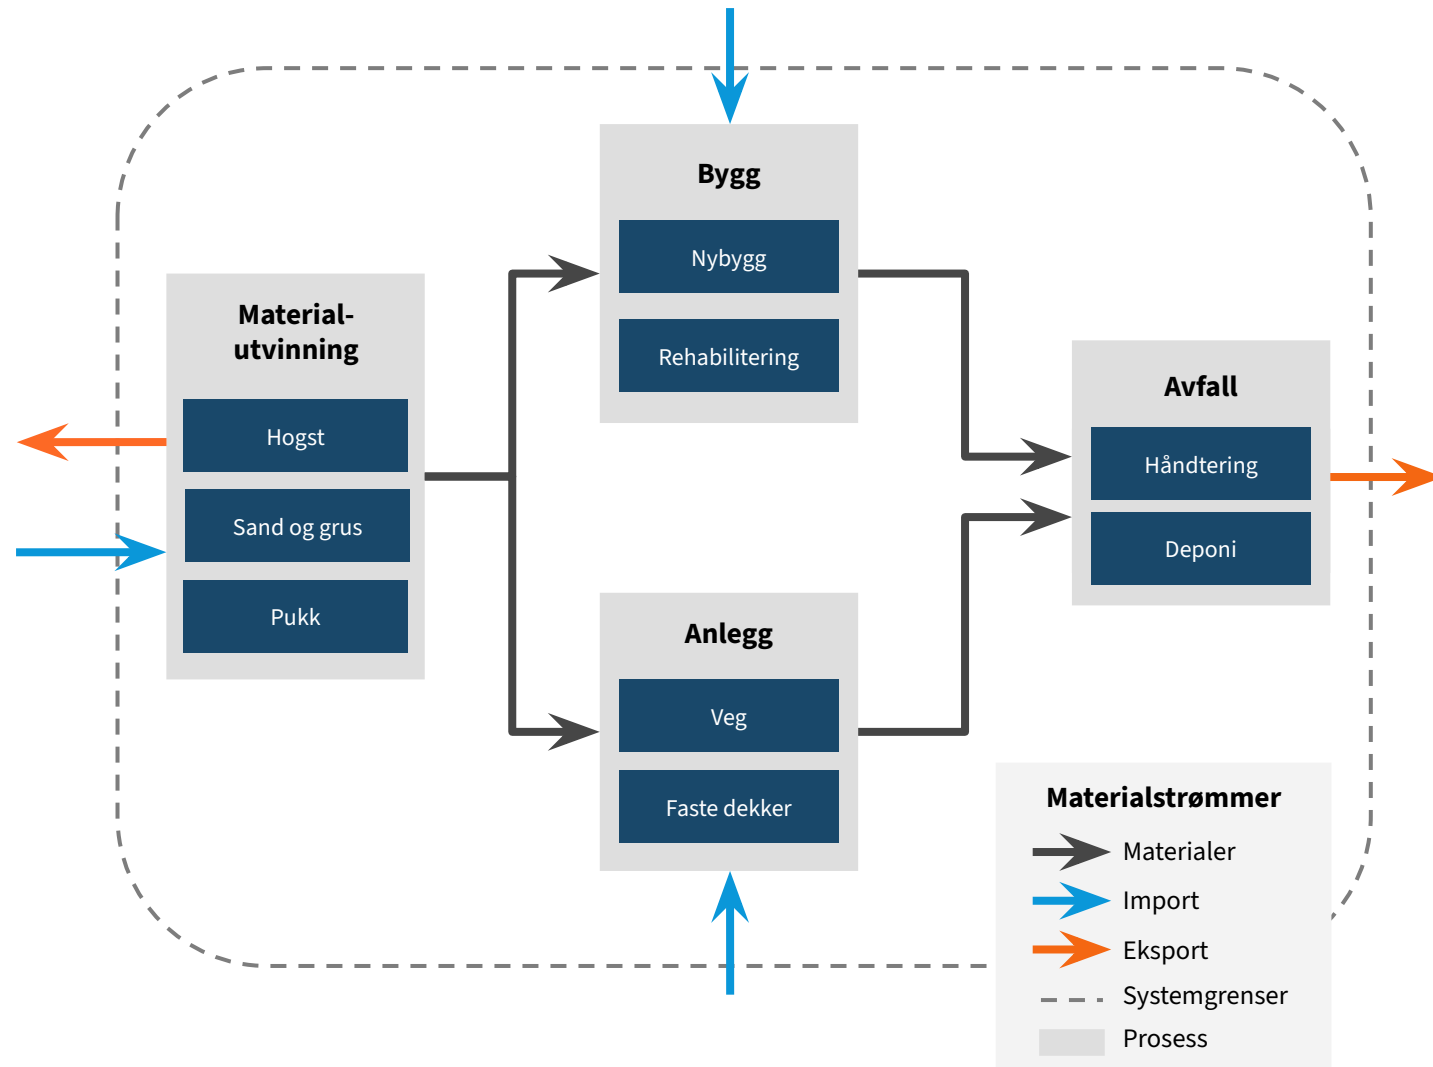 Material-
utvinning
Hogst
Sand og grus
Pukk
Bygg
Nybygg
Rehabilitering
Anlegg
Veg
Faste dekker
Avfall
Håndtering
Deponi
Materialstrømmer
Materialer
Import
Eksport
Systemgrenser
Prosess